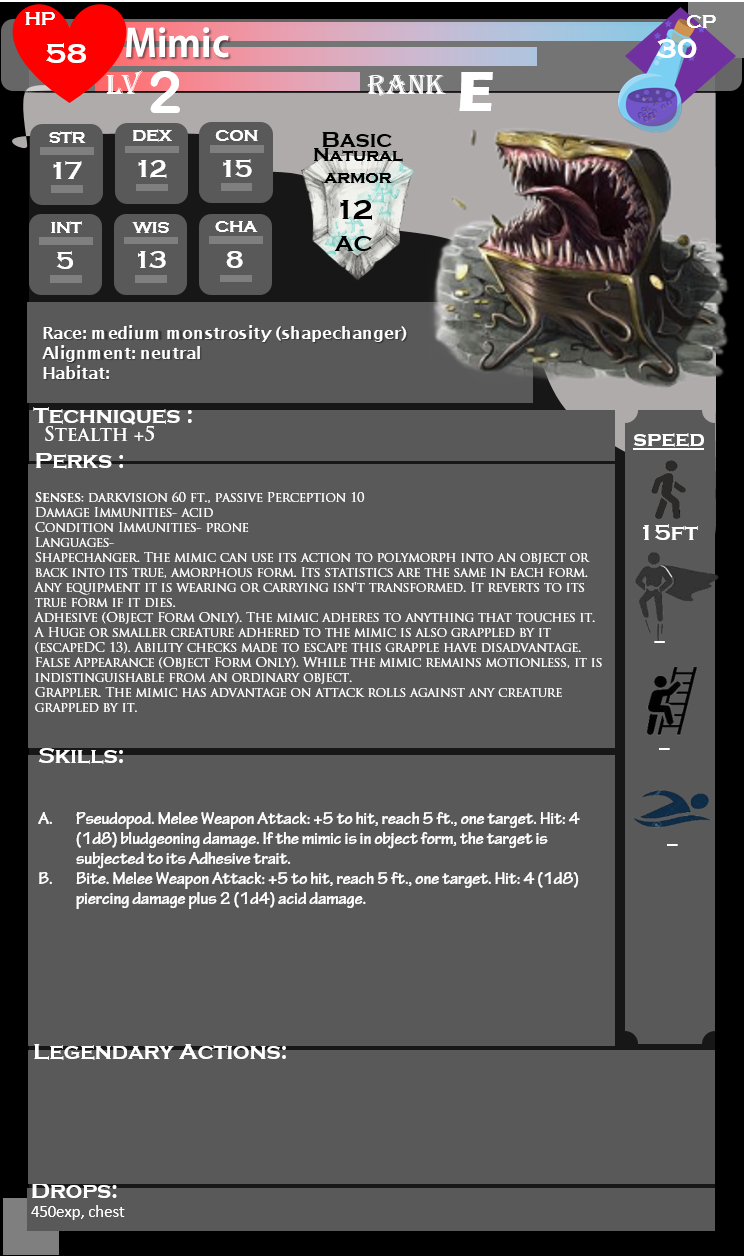 HP
58
Mimic
CP
30
LV 2
RANK E
STR
17
DEX
12
CON
15
INT
5
WIS
13
CHA
8
Basic
Natural
armor
12
AC
Race: medium monstrosity (shapechanger)
Alignment: neutral
Habitat:
Techniques :
Stealth +5
Perks :
Senses: darkvision 60 ft., passive Perception 10
Damage Immunities- acid
Condition Immunities- prone
Languages-
Shapechanger. The mimic can use its action to polymorph into an object or
back into its true, amorphous form. Its statistics are the same in each form.
Any equipment it is wearing or carrying isn't transformed. It reverts to its
true form if it dies.
Adhesive (Object Form Only). The mimic adheres to anything that touches it.
A Huge or smaller creature adhered to the mimic is also grappled by it
(escapeDC 13). Ability checks made to escape this grapple have disadvantage.
False Appearance (Object Form Only). While the mimic remains motionless, it is
indistinguishable from an ordinary object.
Grappler. The mimic has advantage on attack rolls against any creature
grappled by it.
SPEED
15FT
–
–
–
Skills:
A. Pseudopod. Melee Weapon Attack: +5 to hit, reach 5 ft., one target. Hit: 4
(1d8) bludgeoning damage. If the mimic is in object form, the target is
subjected to its Adhesive trait.
B. Bite. Melee Weapon Attack: +5 to hit, reach 5 ft., one target. Hit: 4 (1d8)
piercing damage plus 2 (1d4) acid damage.
Legendary Actions:
Drops:
450exp, chest